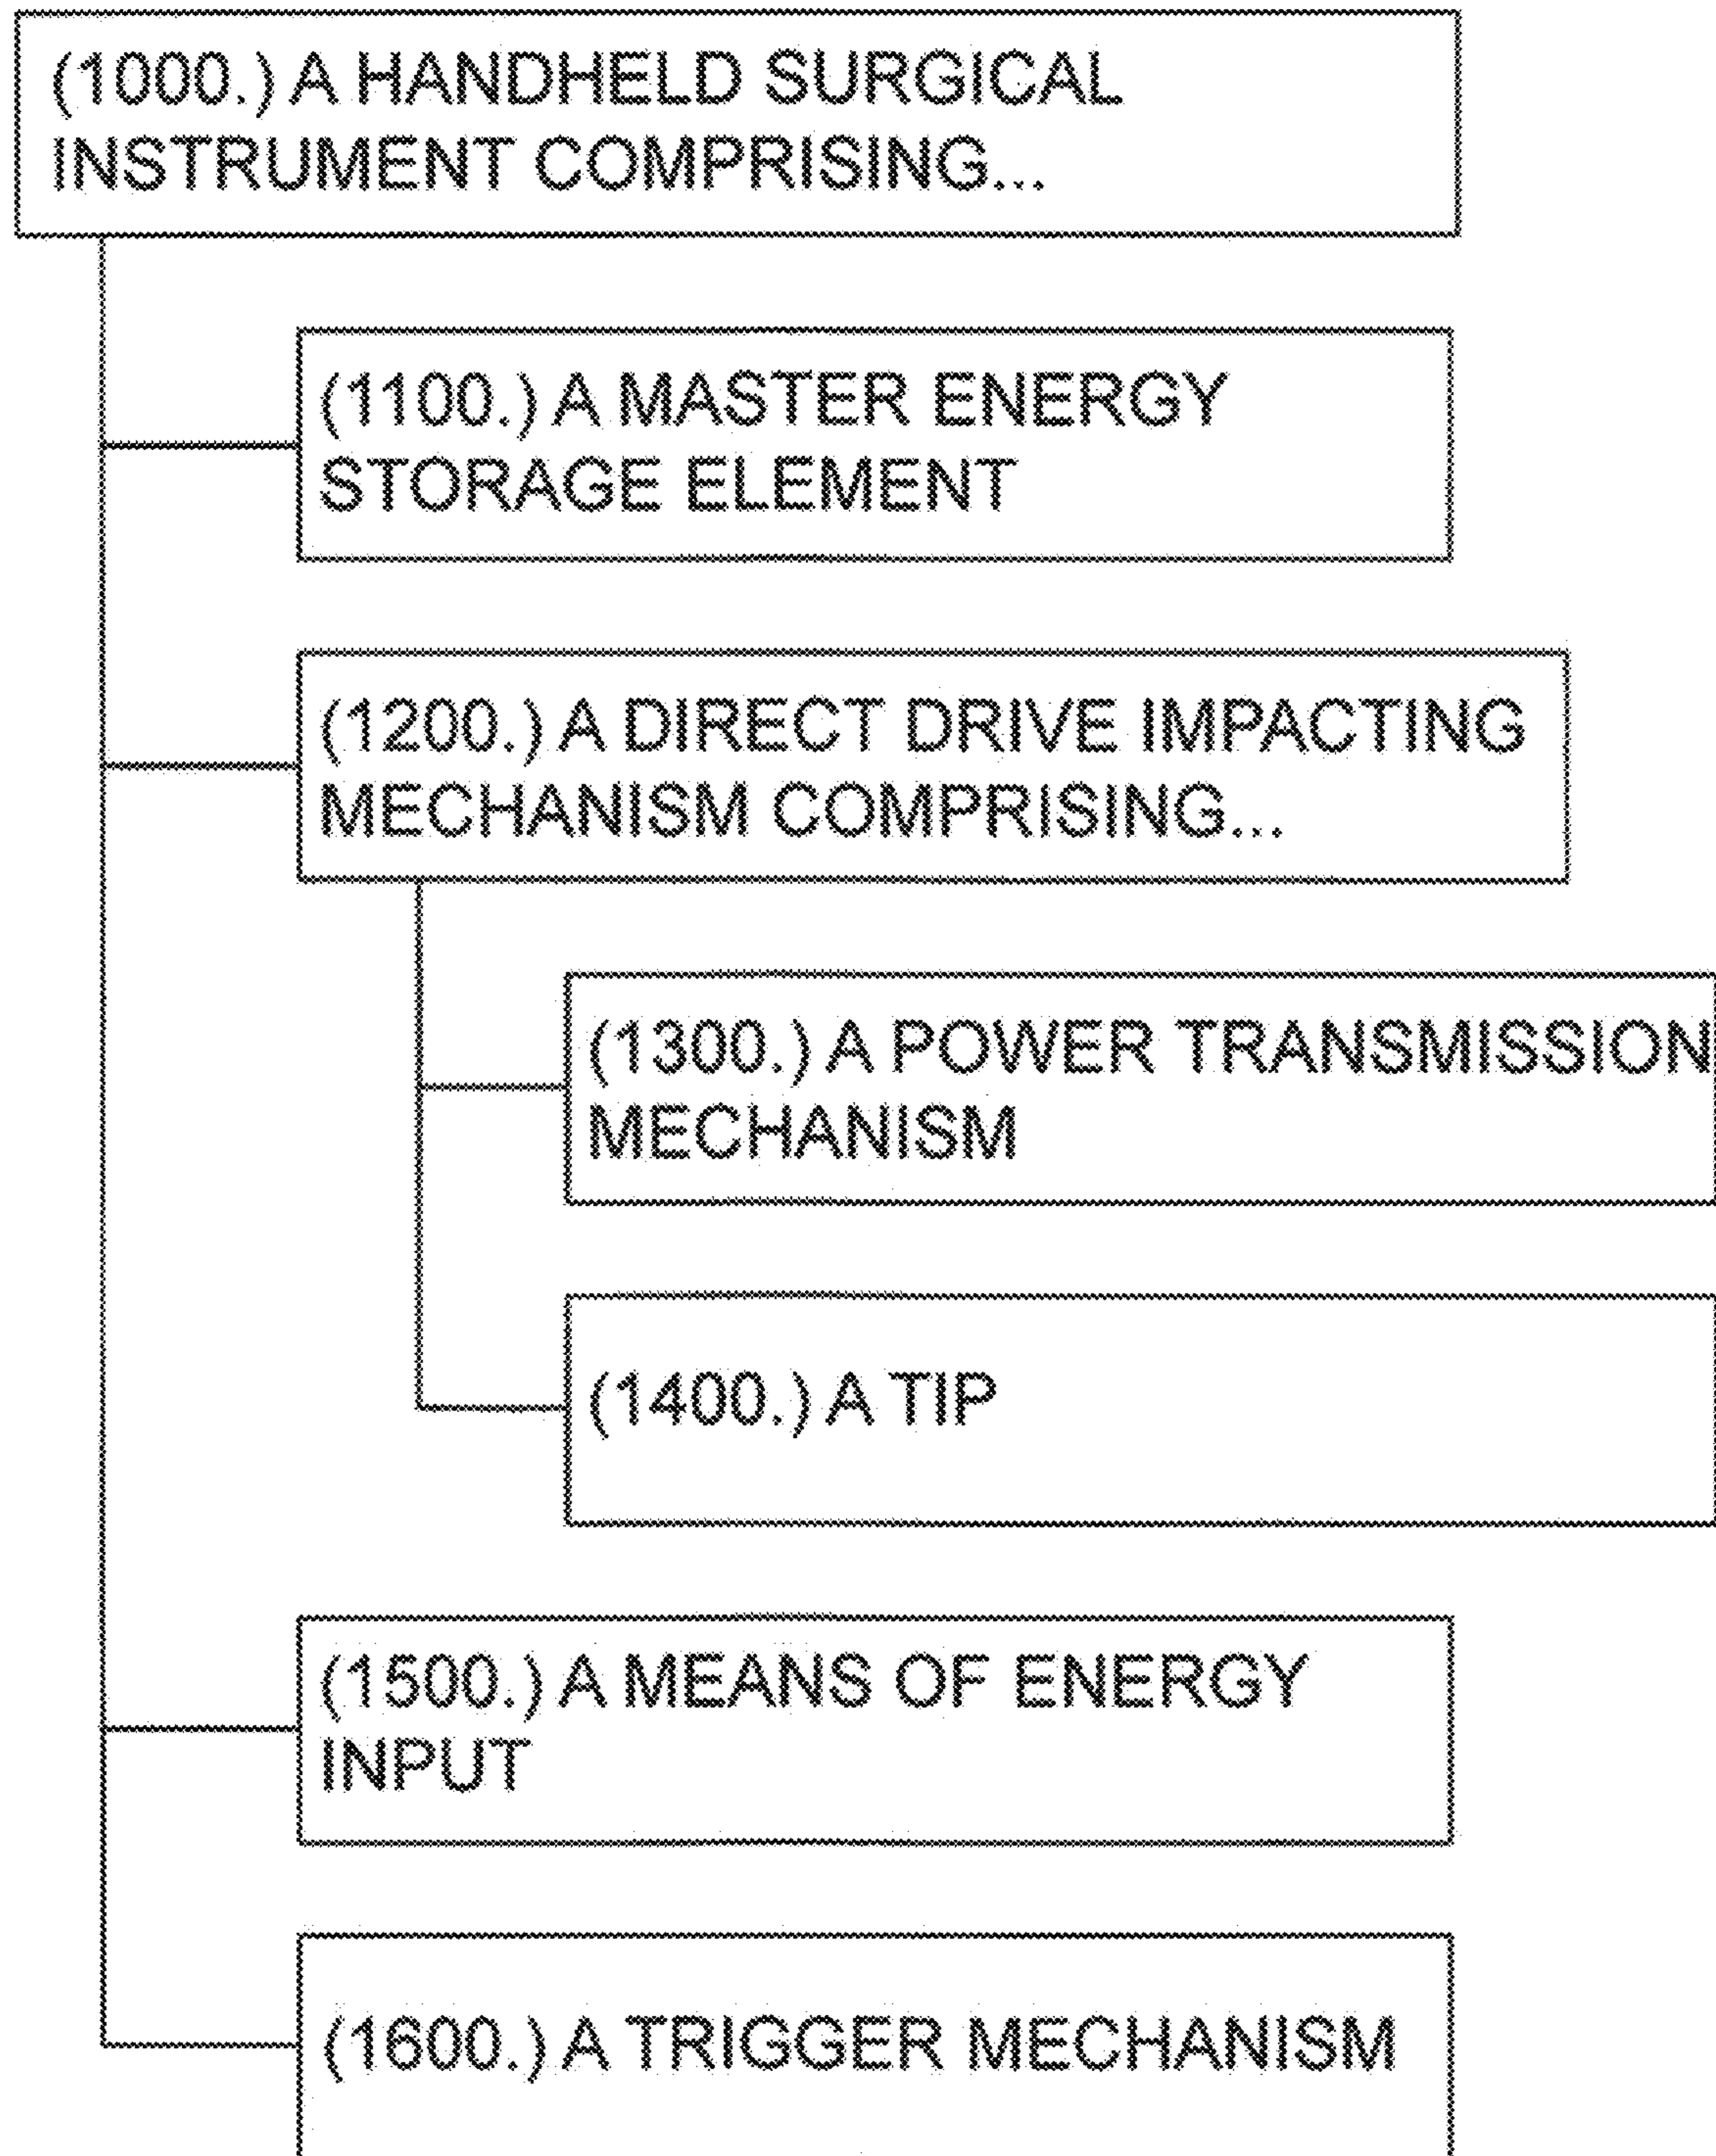 (1000.) A HANDHELD SURGICAL
INSTRUMENT COMPRISING...
(1100.) A MASTER ENERGY
STORAGE ELEMENT
(1200.) A DIRECT DRIVE IMPACTING
MECHANISM COMPRISING...
(1300.) A POWER TRANSMISSION
MECHANISM
(1400.) A TIP
(1500.) A MEANS OF ENERGY
INPUT
(1600.) A TRIGGER MECHANISM